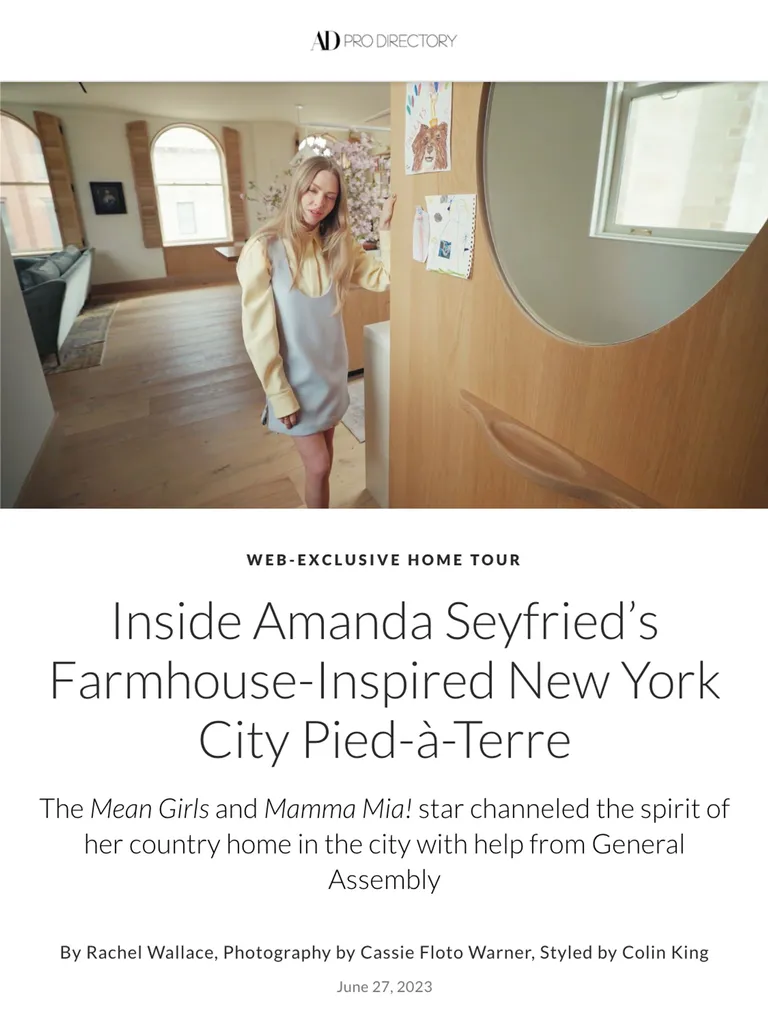 AD PRO DIRECTORY
WEB-EXCLUSIVE HOME TOUR
Inside Amanda Seyfried’s
Farmhouse-Inspired New York
City Pied-à-Terre
The Mean Girls and Mamma Mia! star channeled the spirit of
her country home in the city with help from General
Assembly
By Rachel Wallace, Photography by Cassie Floto Warner, Styled by Colin King
June 27, 2023